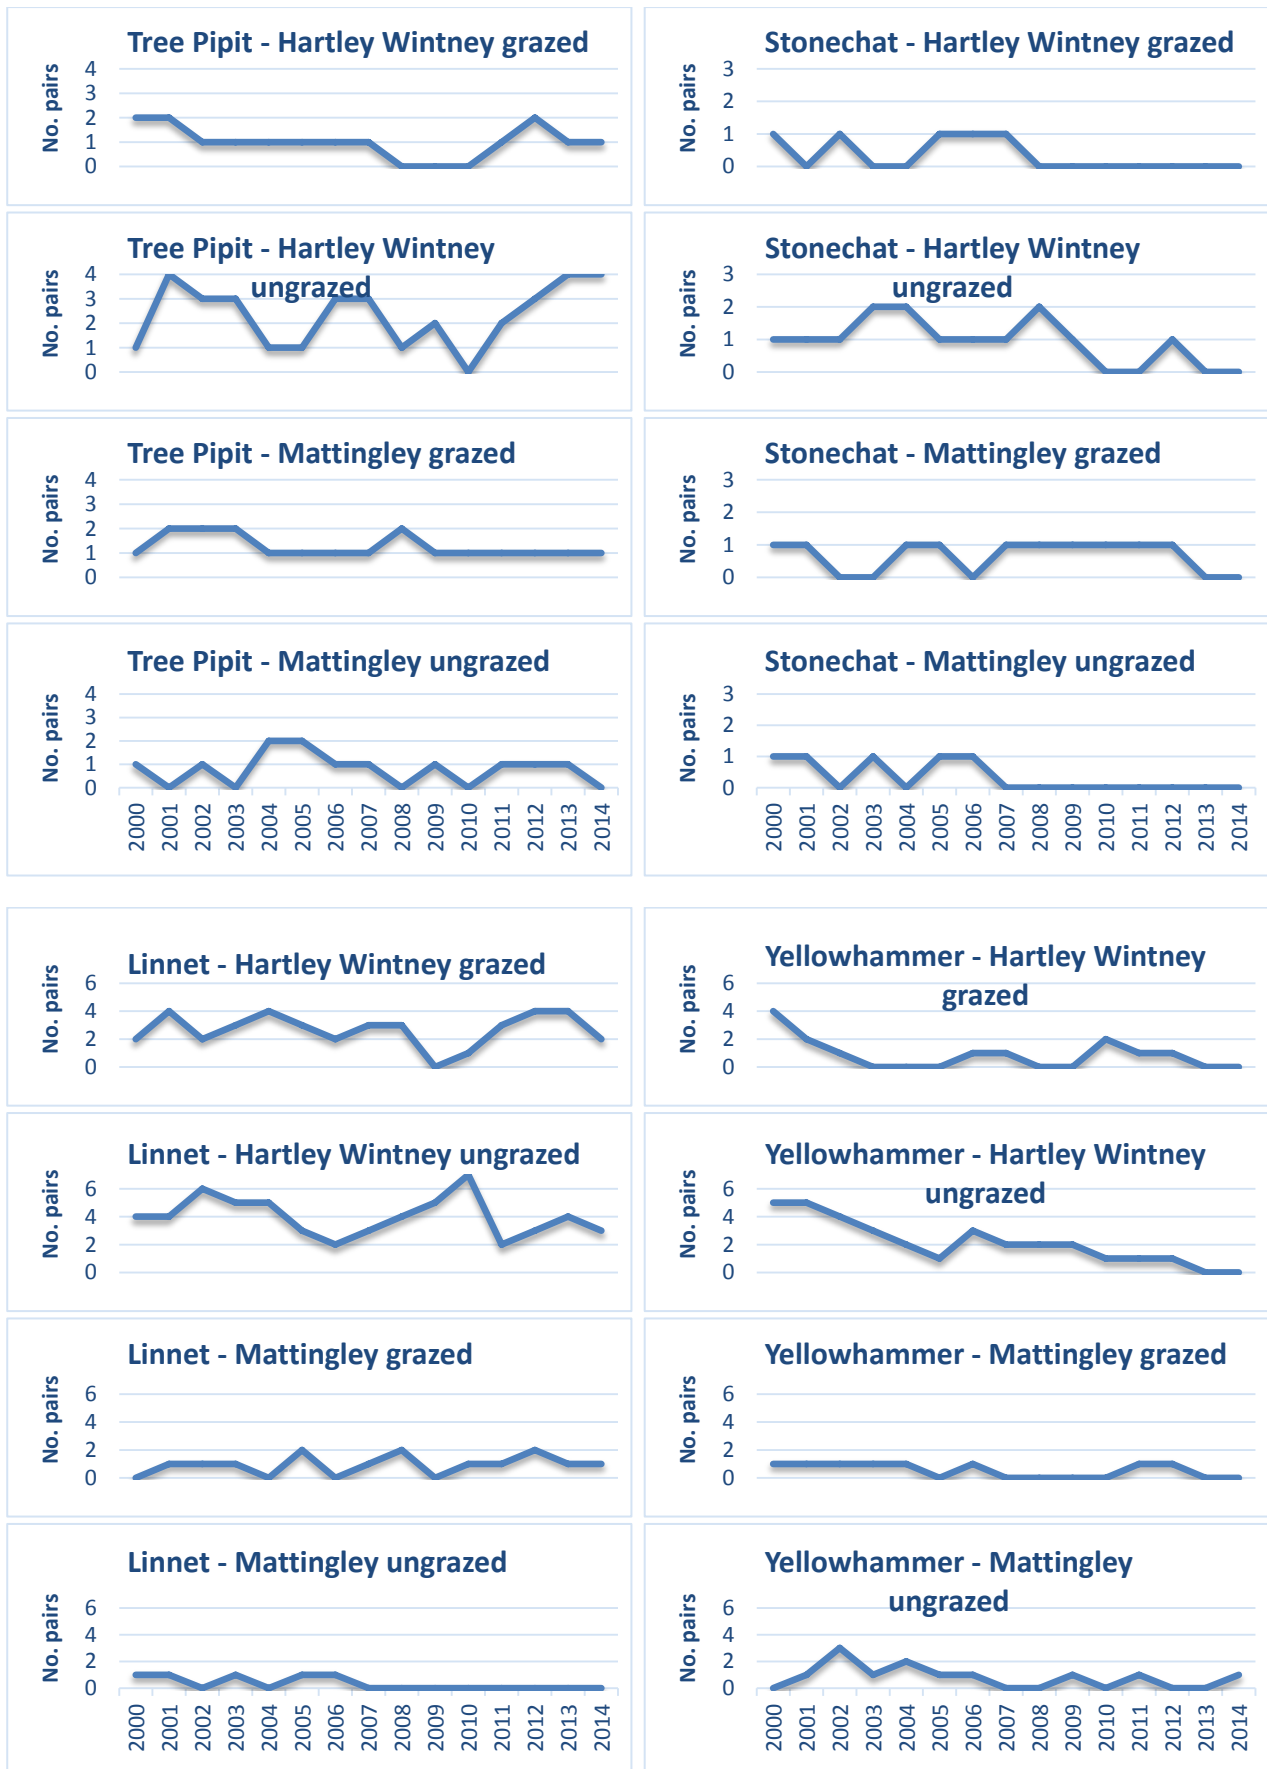 Tree Pipit - Hartley Wintney grazed
No. pairs
4
3
2
1
0
Stonechat - Hartley Wintney grazed
No. pairs
3
2
1
0
Tree Pipit - Hartley Wintney
ungrazed
No. pairs
4
3
2
1
0
Stonechat - Hartley Wintney
ungrazed
No. pairs
3
2
1
0
Tree Pipit - Mattingley grazed
No. pairs
4
3
2
1
0
Stonechat - Mattingley grazed
No. pairs
3
2
1
0
Tree Pipit - Mattingley ungrazed
No. pairs
4
3
2
1
0
2000 2001 2002 2003 2004 2005 2006 2007 2008 2009 2010 2011 2012 2013 2014
Stonechat - Mattingley ungrazed
No. pairs
3
2
1
0
2000 2001 2002 2003 2004 2005 2006 2007 2008 2009 2010 2011 2012 2013 2014
Linnet - Hartley Wintney grazed
No. pairs
6
4
2
0
Yellowhammer - Hartley Wintney
grazed
No. pairs
6
4
2
0
Linnet - Hartley Wintney ungrazed
No. pairs
6
4
2
0
Yellowhammer - Hartley Wintney
ungrazed
No. pairs
6
4
2
0
Linnet - Mattingley grazed
No. pairs
6
4
2
0
Yellowhammer - Mattingley grazed
No. pairs
6
4
2
0
Linnet - Mattingley ungrazed
No. pairs
6
4
2
0
2000 2001 2002 2003 2004 2005 2006 2007 2008 2009 2010 2011 2012 2013 2014
Yellowhammer - Mattingley
ungrazed
No. pairs
6
4
2
0
2000 2001 2002 2003 2004 2005 2006 2007 2008 2009 2010 2011 2012 2013 2014